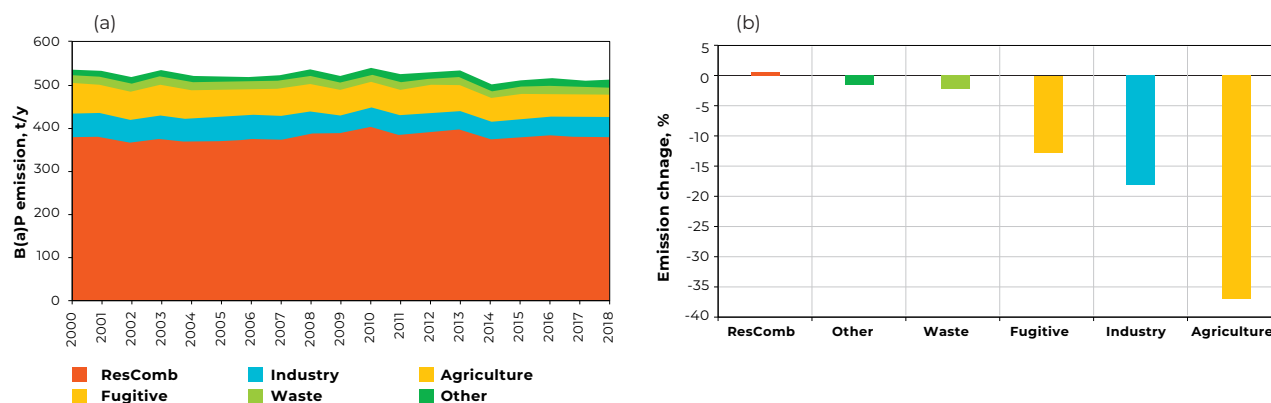 (a)
B(a)P emission, t/y
600
500
400
300
200
100
0
2000 2001 2002 2003 2004 2005 2006 2007 2008 2009 2010 2011 2012 2013 2014 2015 2016 2017 2018
ResComb Industry Agriculture
Fugitive Waste Other
(b)
Emission chnage, %
5
0
-5
-10
-15
-20
-25
-30
-35
-40
ResComb Other Waste Fugitive Industry Agriculture